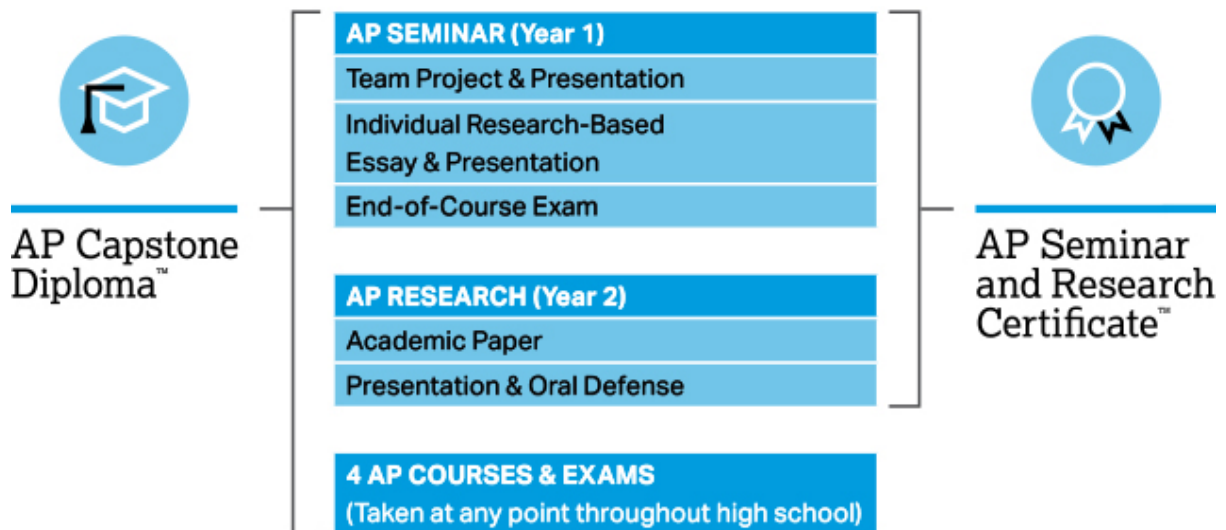 AP SEMINAR (Year 1)
Team Project & Presentation
Individual Research-Based
Essay & Presentation
End-of-Course Exam
AP Capstone
Diploma™
AP Seminar
and Research
Certificate™
AP RESEARCH (Year 2)
Academic Paper
Presentation & Oral Defense
4 AP COURSES & EXAMS
(Taken at any point throughout high school)